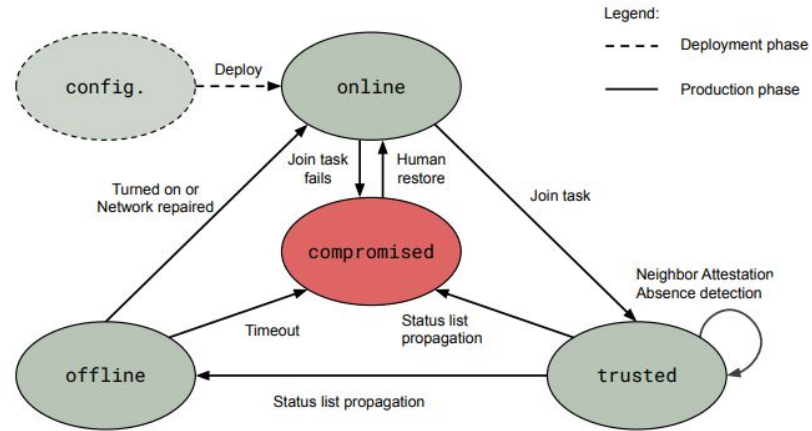 Legend:
Deployment phase
Production phase
config.
Deploy
online
Join task
fails
Human
restore
Turned on or
Network repaired
Join task
compromised
Neighbor Attestation
Absence detection
Timeout
Status list
propagation
offline
trusted
Status list propagation